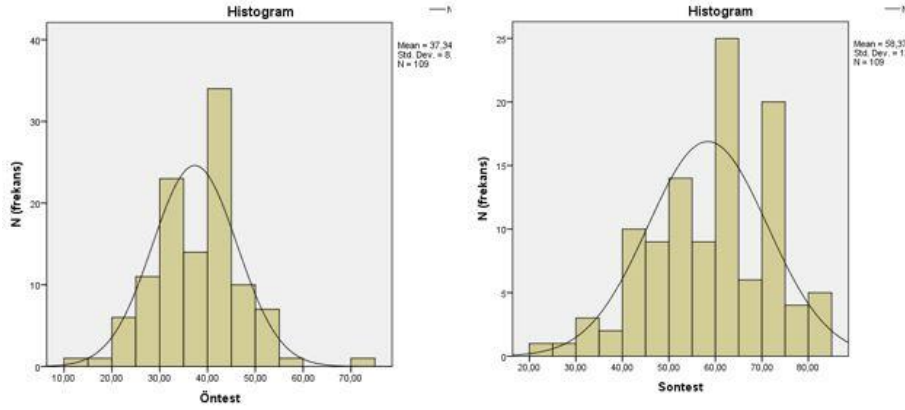 Histogram
N
Mean = 37,34
Std. Dev. = 8,
N = 109
N (frekans)
40
30
20
10
0
10,00 20,00 30,00 40,00 50,00 60,00 70,00
Öntest
Histogram
Mean = 58,33
Std. Dev. = 1
N = 109
N (frekans)
25
20
15
10
5
0
20,00 30,00 40,00 50,00 60,00 70,00 80,00
Sontest